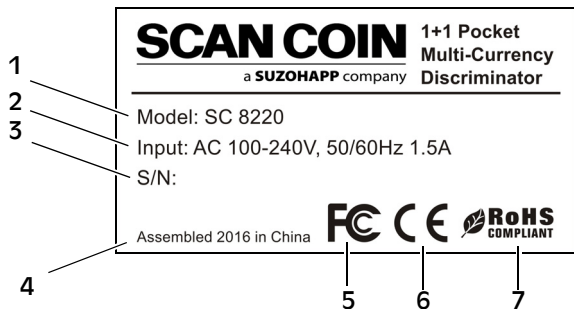 SCAN COIN
a SUZOHAPP company
1+1 Pocket
Multi-Currency
Discriminator
1
Model: SC 8220
2
Input: AC 100-240V, 50/60Hz 1.5A
3
S/N:
4
Assembled 2016 in China
FC CE RoHS
COMPLIANT
5 6 7